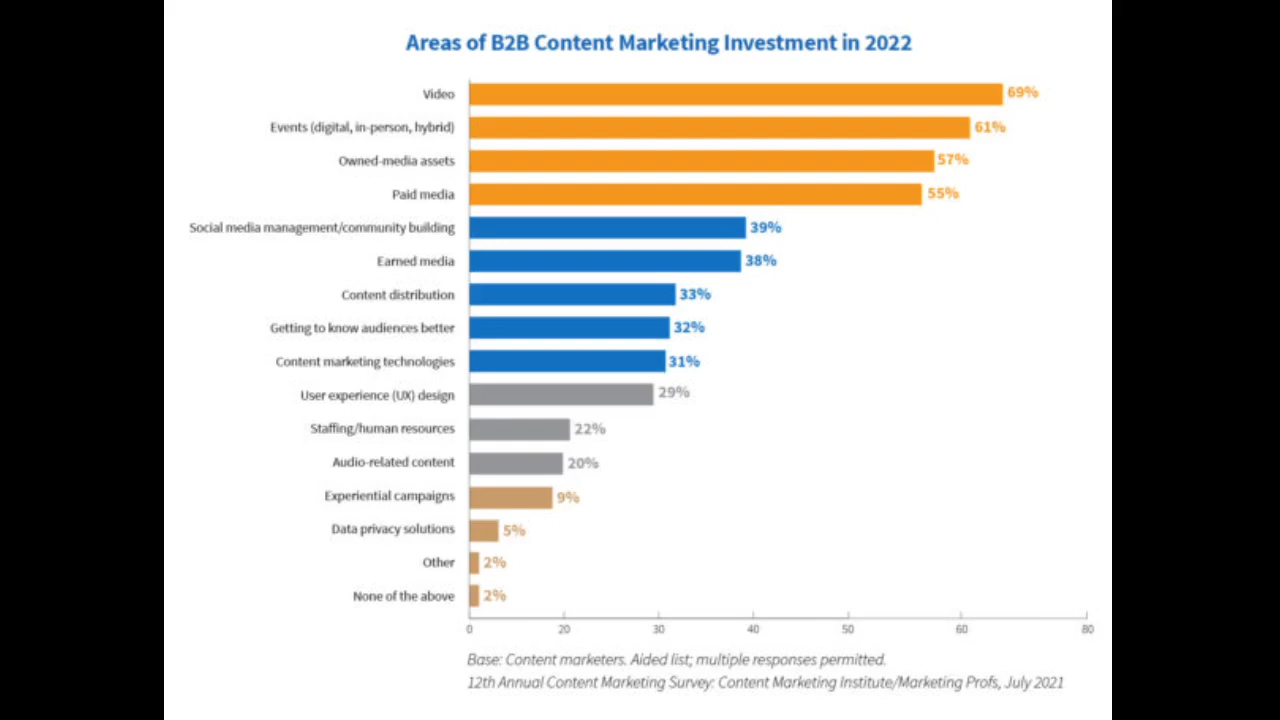 Areas of B2B Content Marketing Investment in 2022
Video 69%
Events (digital, in-person, hybrid) 61%
Owned-media assets 57%
Paid media 55%
Social media management/community building 39%
Earned media 38%
Content distribution 33%
Getting to know audiences better 32%
Content marketing technologies 31%
User experience (UX) design 29%
Staffing/human resources 22%
Audio-related content 20%
Experiential campaigns 9%
Data privacy solutions 5%
Other 2%
None of the above 2%
0 20 30 40 50 60 80
Base: Content marketers. Aided list; multiple responses permitted.
12th Annual Content Marketing Survey: Content Marketing Institute/Marketing Profs, July 2021